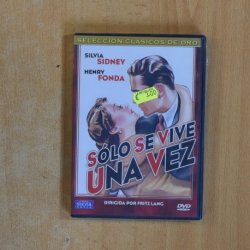 SELECCIÓN CLÁSICOS DE ORO
SILVIA
SIDNEY
HENRY
FONDA
SÓLO SE VIVE
UNA VEZ
DIRIGIDA POR FRITZ LANG
DVD